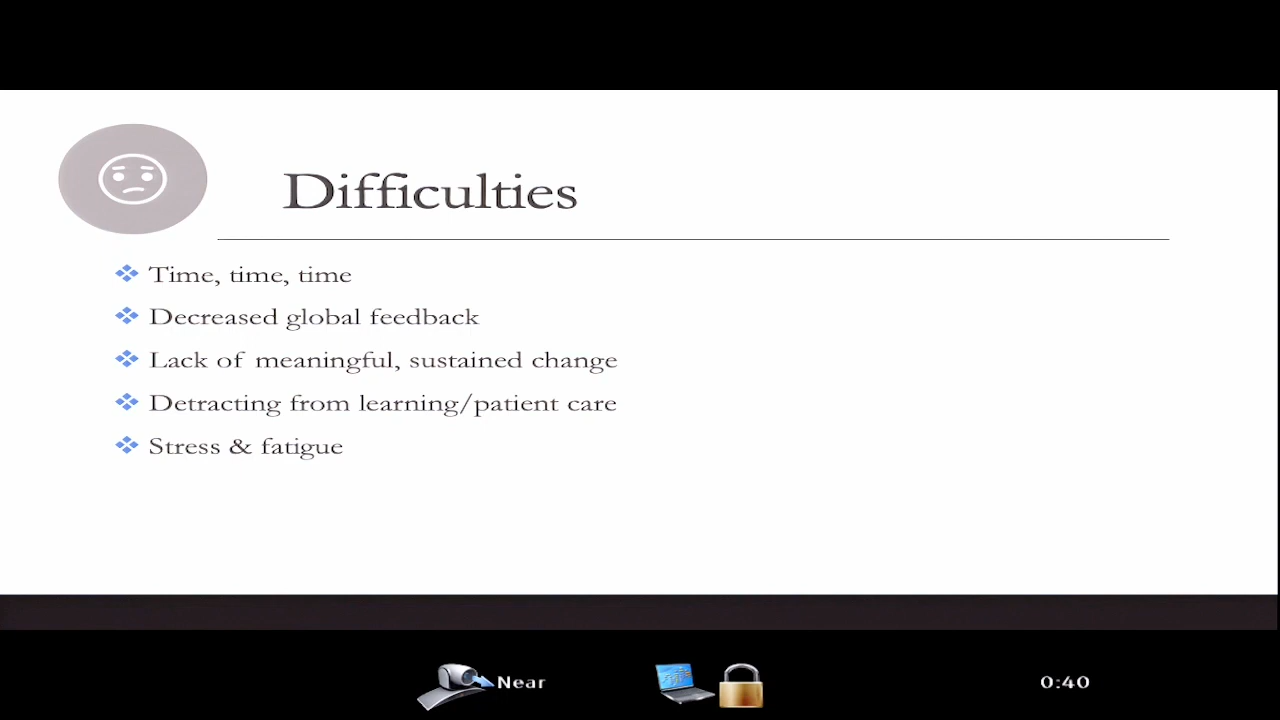 Difficulties
Time, time, time
Decreased global feedback
Lack of meaningful, sustained change
Detracting from learning/patient care
Stress & fatigue
Near
0:40